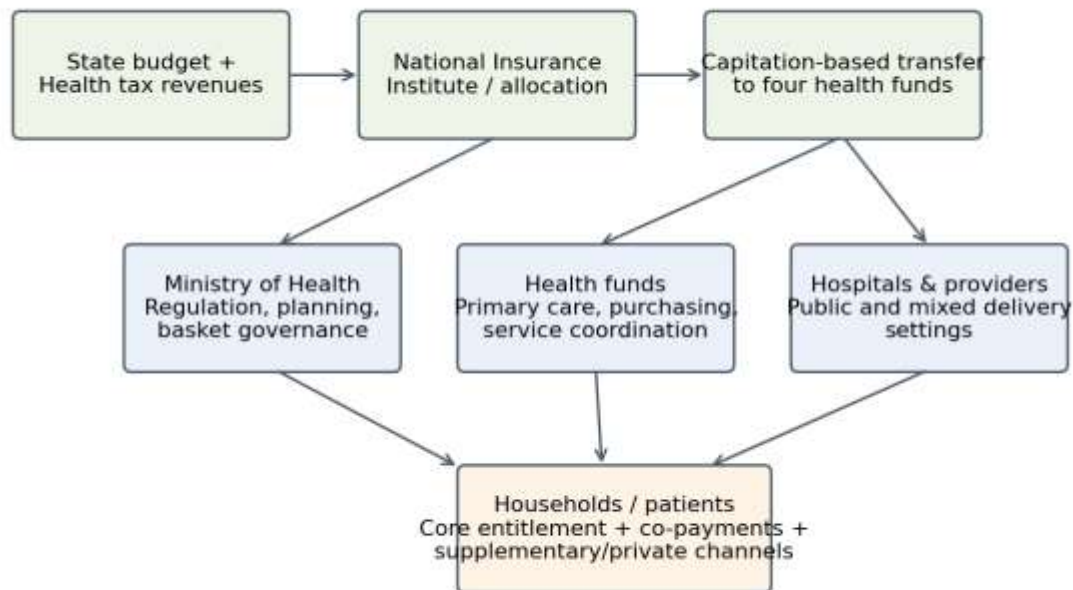 State budget +
Health tax revenues
National Insurance
Institute / allocation
Capitation-based transfer
to four health funds
Ministry of Health
Regulation, planning,
basket governance
Health funds
Primary care, purchasing,
service coordination
Hospitals & providers
Public and mixed delivery
settings
Households / patients
Core entitlement + co-payments +
supplementary/private channels